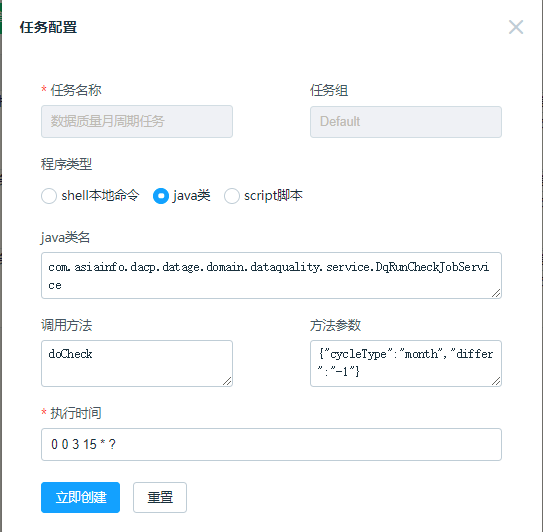 任务配置
* 任务名称
任务组
数据质量月周期任务
Default
程序类型
shell本地命令
java类
script脚本
java类名
com.asiainfo.dacp.datage.domain.dataquality.service.DqRunCheckJobServi
ce
调用方法
方法参数
doCheck
{"cycleType":"month","differ
":"-1"}
* 执行时间
0 0 3 15 * ?
立即创建
重置